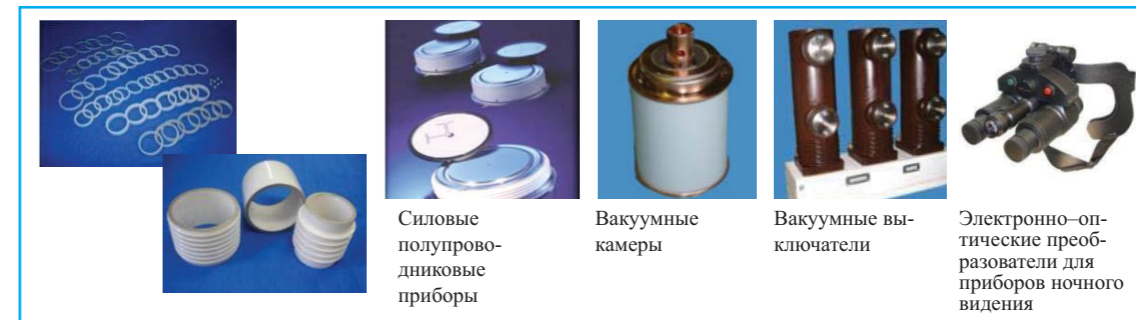 Силовые
полупрово-
дниковые
приборы
Вакуумные
камеры
Вакуумные вы-
ключатели
Электронно–оп-
тические преоб-
разователи для
приборов ночного
видения